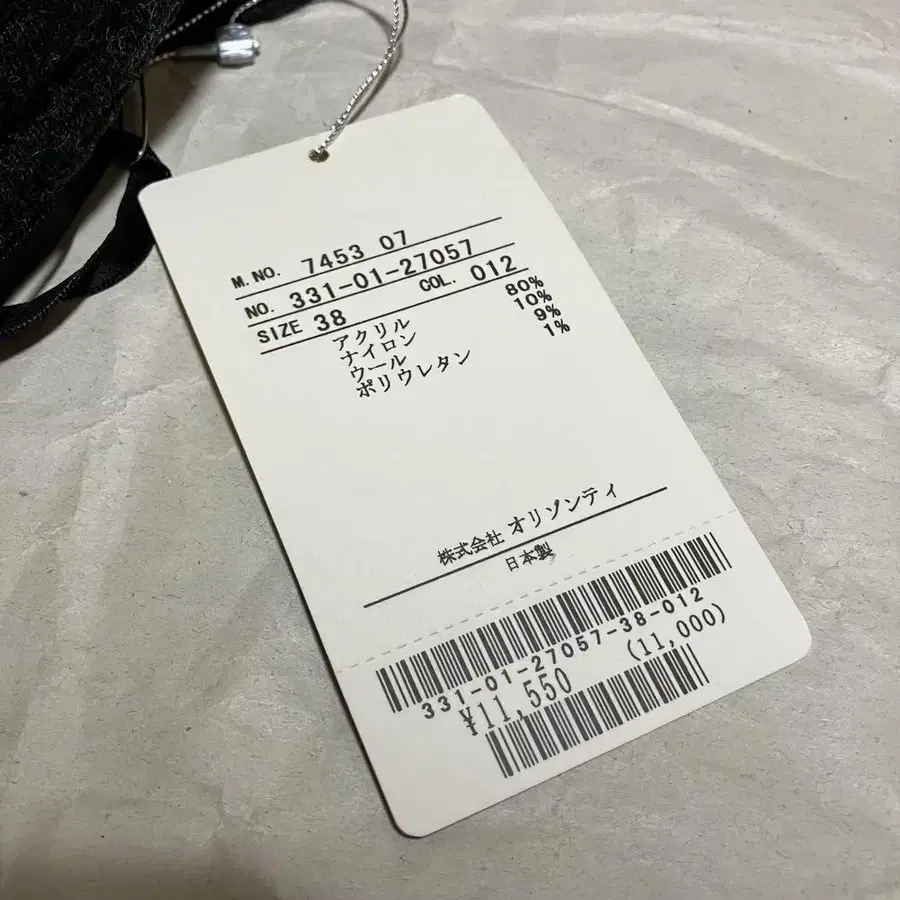 M.NO. 7453 07
NO. 331-01-27057
SIZE 38 COL. 012
アクリル 80%
ナイロン 10%
ウール 9%
ポリウレタン 1%
株式会社 オリゾンティ
日本製
331-01-27057-38-012
¥11,550 (11,000)